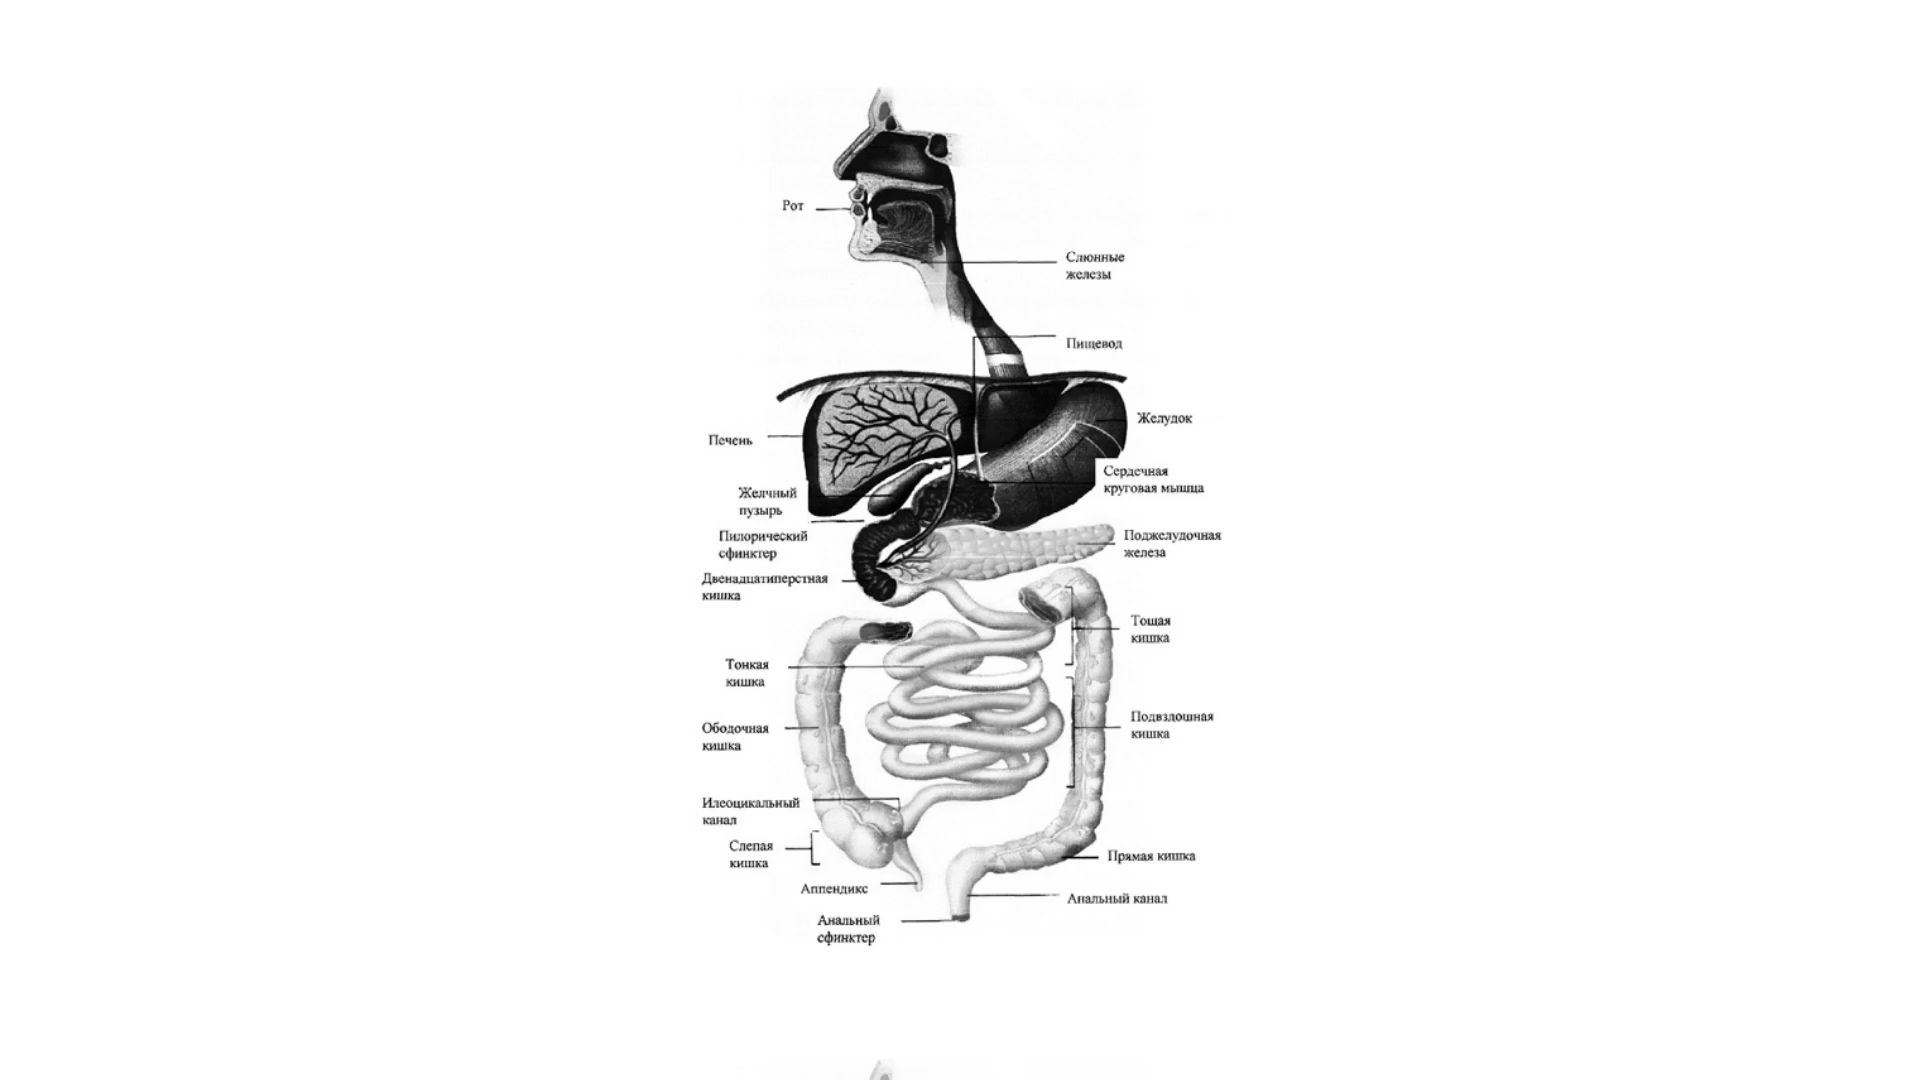 Рот
Слюнные
железы
Пищевод
Желудок
Печень
Сердечная
круговая мышца
Желчный
пузырь
Пилорический
сфинктер
Поджелудочная
железа
Двенадцатиперстная
кишка
Тощая
кишка
Тонкая
кишка
Подвздошная
кишка
Ободочная
кишка
Илеоцикальный
канал
Слепая
кишка
Прямая кишка
Аппендикс
Анальный канал
Анальный
сфинктер